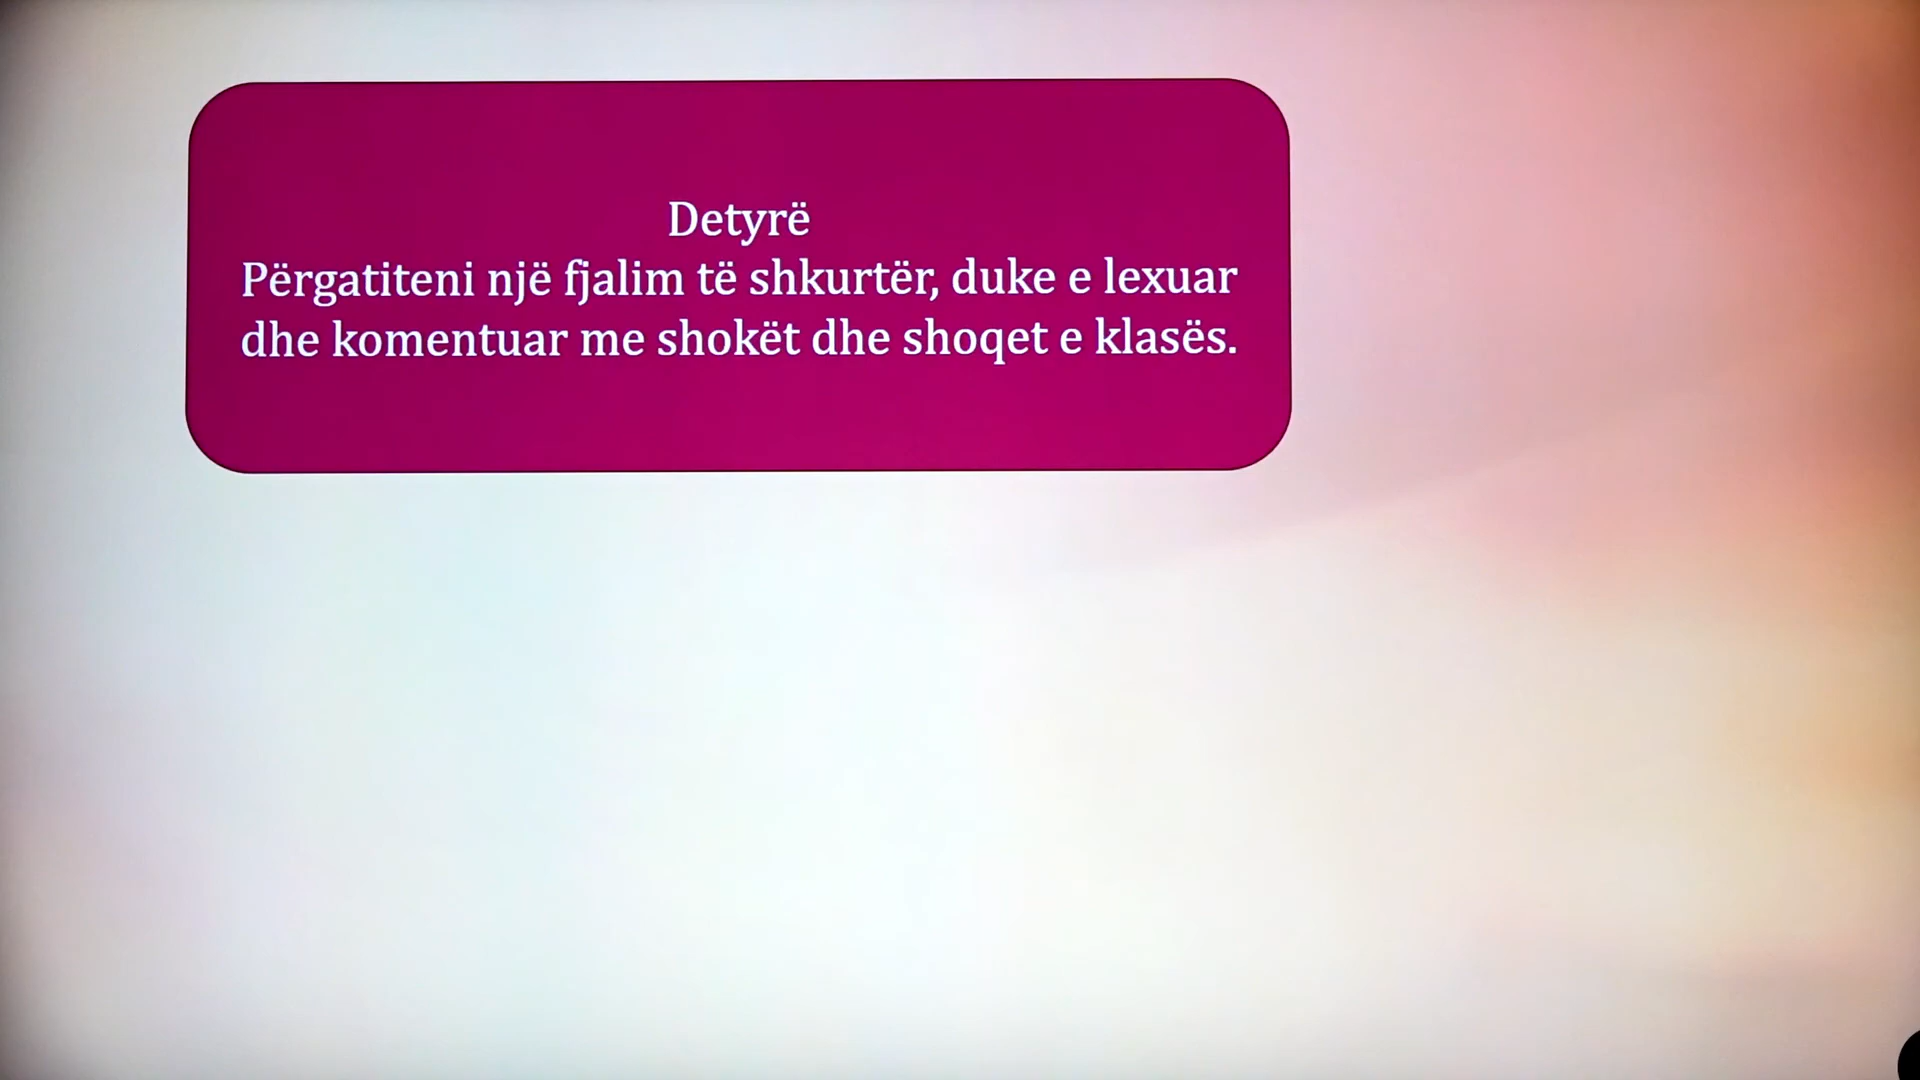 Detyrë
Përgatiteni një fjalim të shkurtër, duke e lexuar
dhe komentuar me shokët dhe shoqet e klasës.